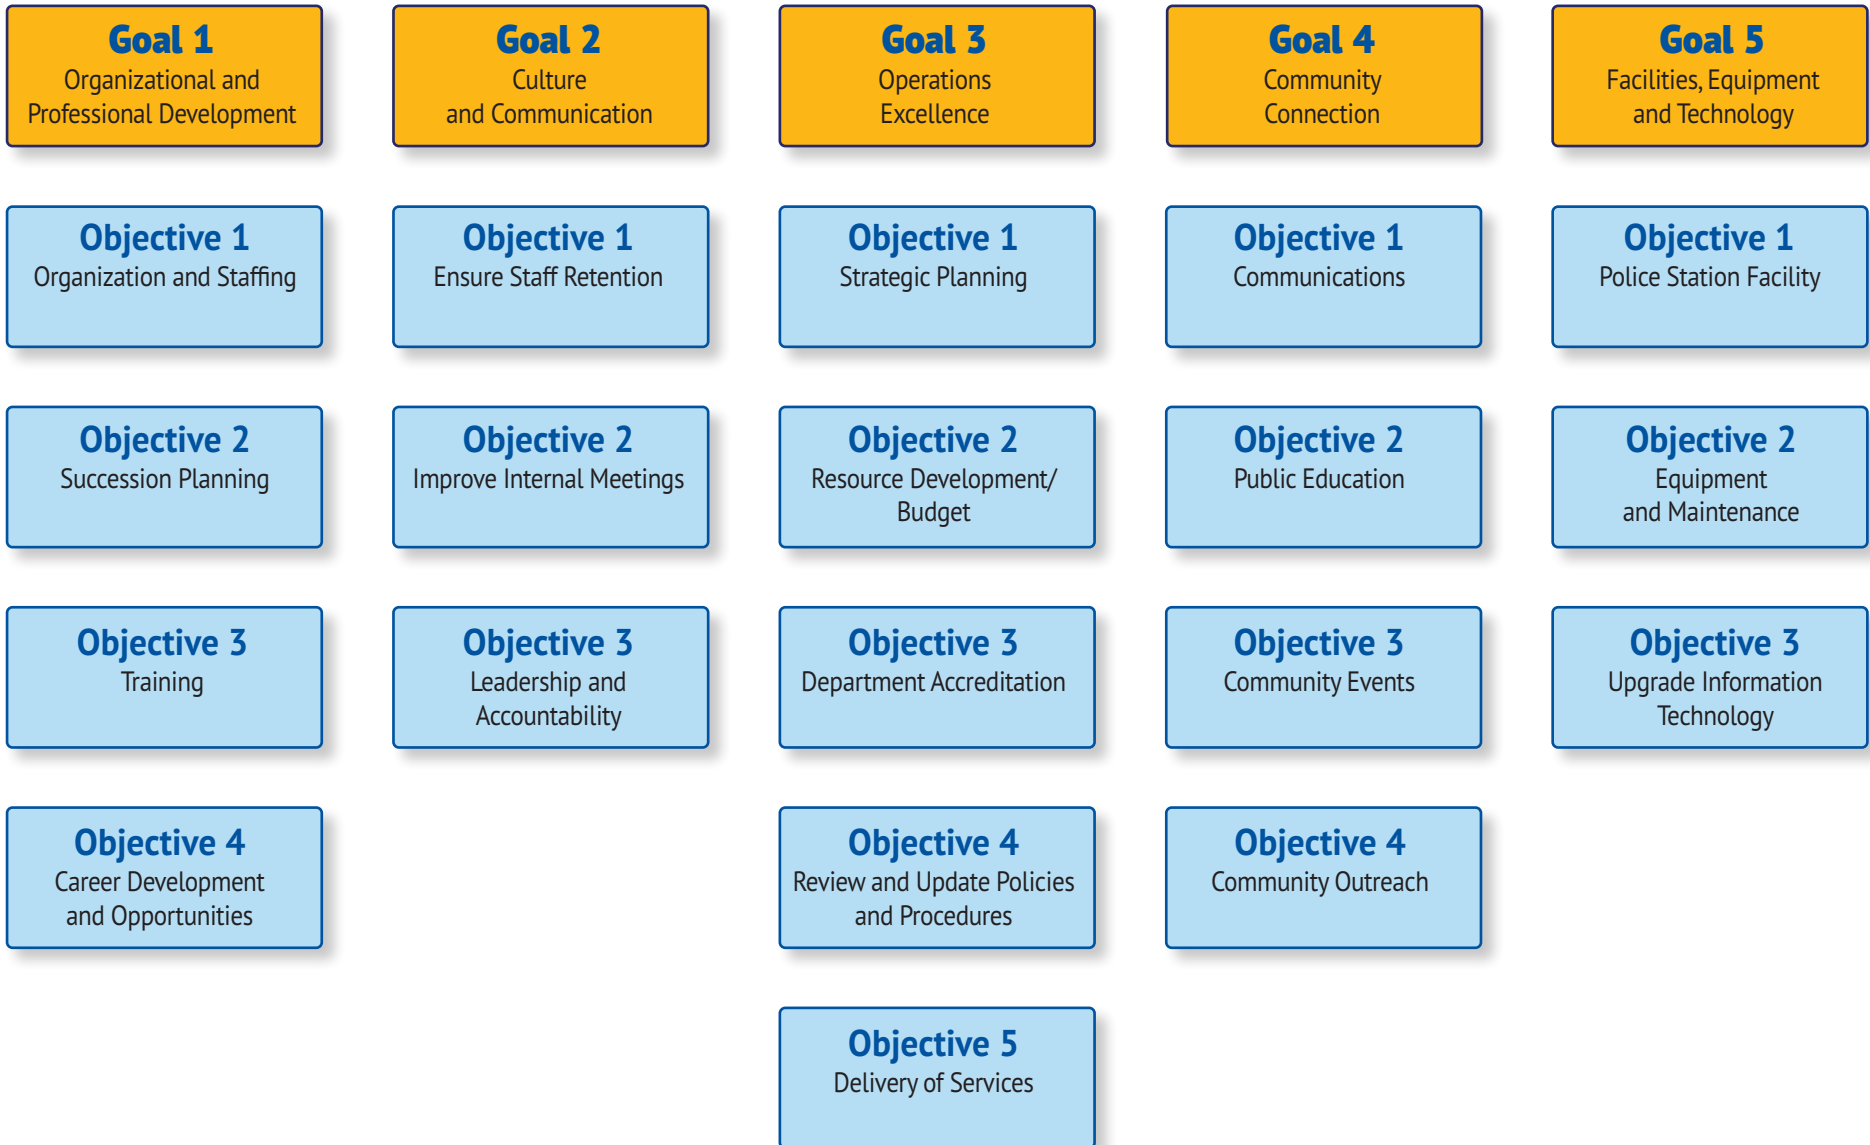 Goal 1
Organizational and
Professional Development
Goal 2
Culture
and Communication
Goal 3
Operations
Excellence
Goal 4
Community
Connection
Goal 5
Facilities, Equipment
and Technology
Objective 1
Organization and Staffing
Objective 1
Ensure Staff Retention
Objective 1
Strategic Planning
Objective 1
Communications
Objective 1
Police Station Facility
Objective 2
Succession Planning
Objective 2
Improve Internal Meetings
Objective 2
Resource Development/
Budget
Objective 2
Public Education
Objective 2
Equipment
and Maintenance
Objective 3
Training
Objective 3
Leadership and
Accountability
Objective 3
Department Accreditation
Objective 3
Community Events
Objective 3
Upgrade Information
Technology
Objective 4
Career Development
and Opportunities
Objective 4
Review and Update Policies
and Procedures
Objective 4
Community Outreach
Objective 5
Delivery of Services